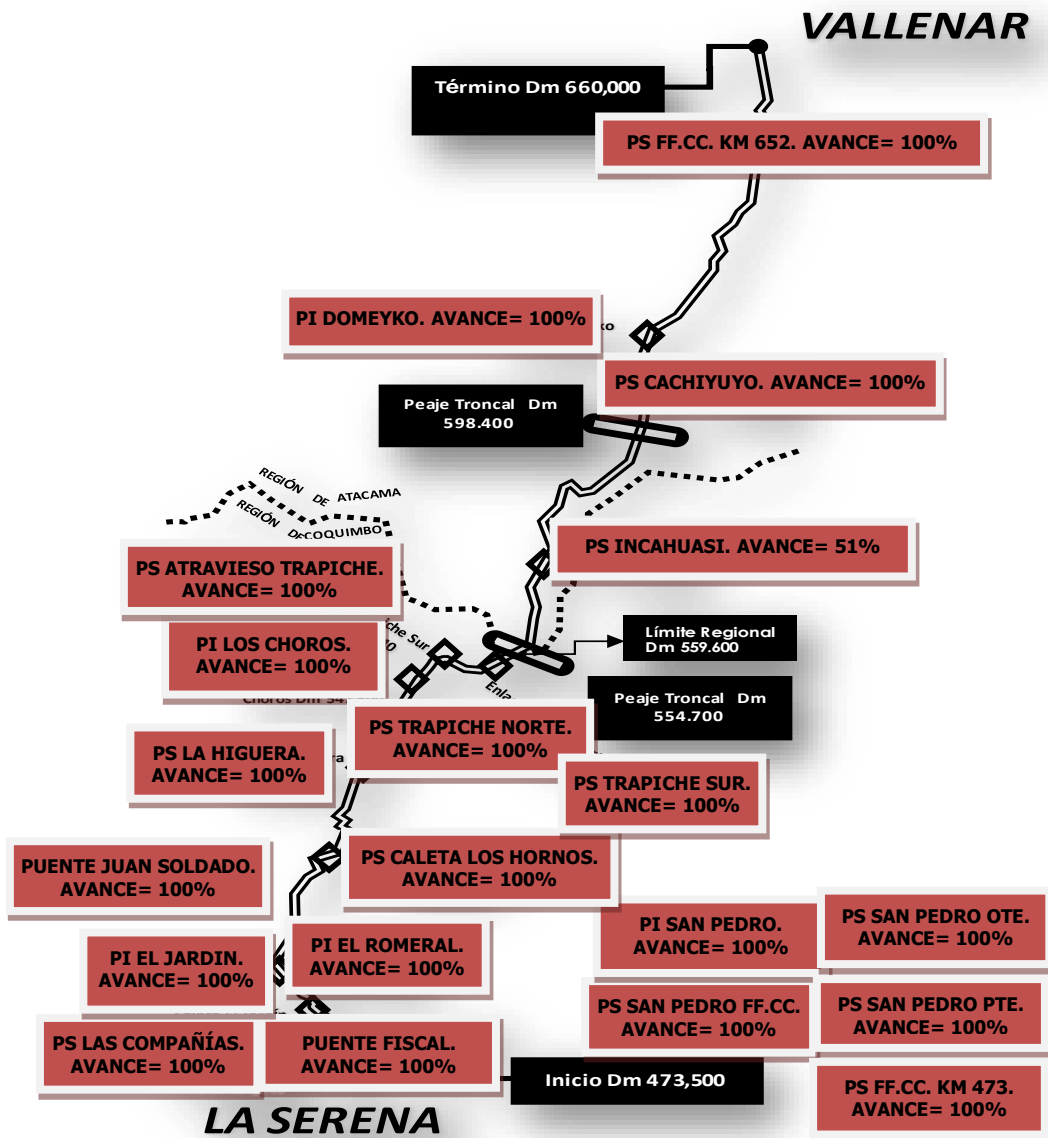 VALLENAR
Término Dm 660,000
PS FF.CC. KM 652. AVANCE= 100%
PI DOMEYKO. AVANCE= 100%
PS CACHIYUYO. AVANCE= 100%
Peaje Troncal Dm
598.400
REGIÓN DE ATACAMA
REGIÓN DE COQUIMBO
PS INCAHUASI. AVANCE= 51%
PS ATRAVIESO TRAPICHE.
AVANCE= 100%
PI LOS CHOROS.
AVANCE= 100%
Sur
Límite Regional
Dm 559.600
Choros Dm
Peaje Troncal Dm
554.700
PS TRAPICHE NORTE.
AVANCE= 100%
PS LA HIGUERA.
AVANCE= 100%
PS TRAPICHE SUR.
AVANCE= 100%
PUENTE JUAN SOLDADO.
AVANCE= 100%
PS CALETA LOS HORNOS.
AVANCE= 100%
PI SAN PEDRO.
AVANCE= 100%
PS SAN PEDRO OTE.
AVANCE= 100%
PI EL JARDIN.
AVANCE= 100%
PI EL ROMERAL.
AVANCE= 100%
PS SAN PEDRO FF.CC.
AVANCE= 100%
PS SAN PEDRO PTE.
AVANCE= 100%
PS LAS COMPAÑÍAS.
AVANCE= 100%
PUENTE FISCAL.
AVANCE= 100%
Inicio Dm 473,500
PS FF.CC. KM 473.
AVANCE= 100%
LA SERENA